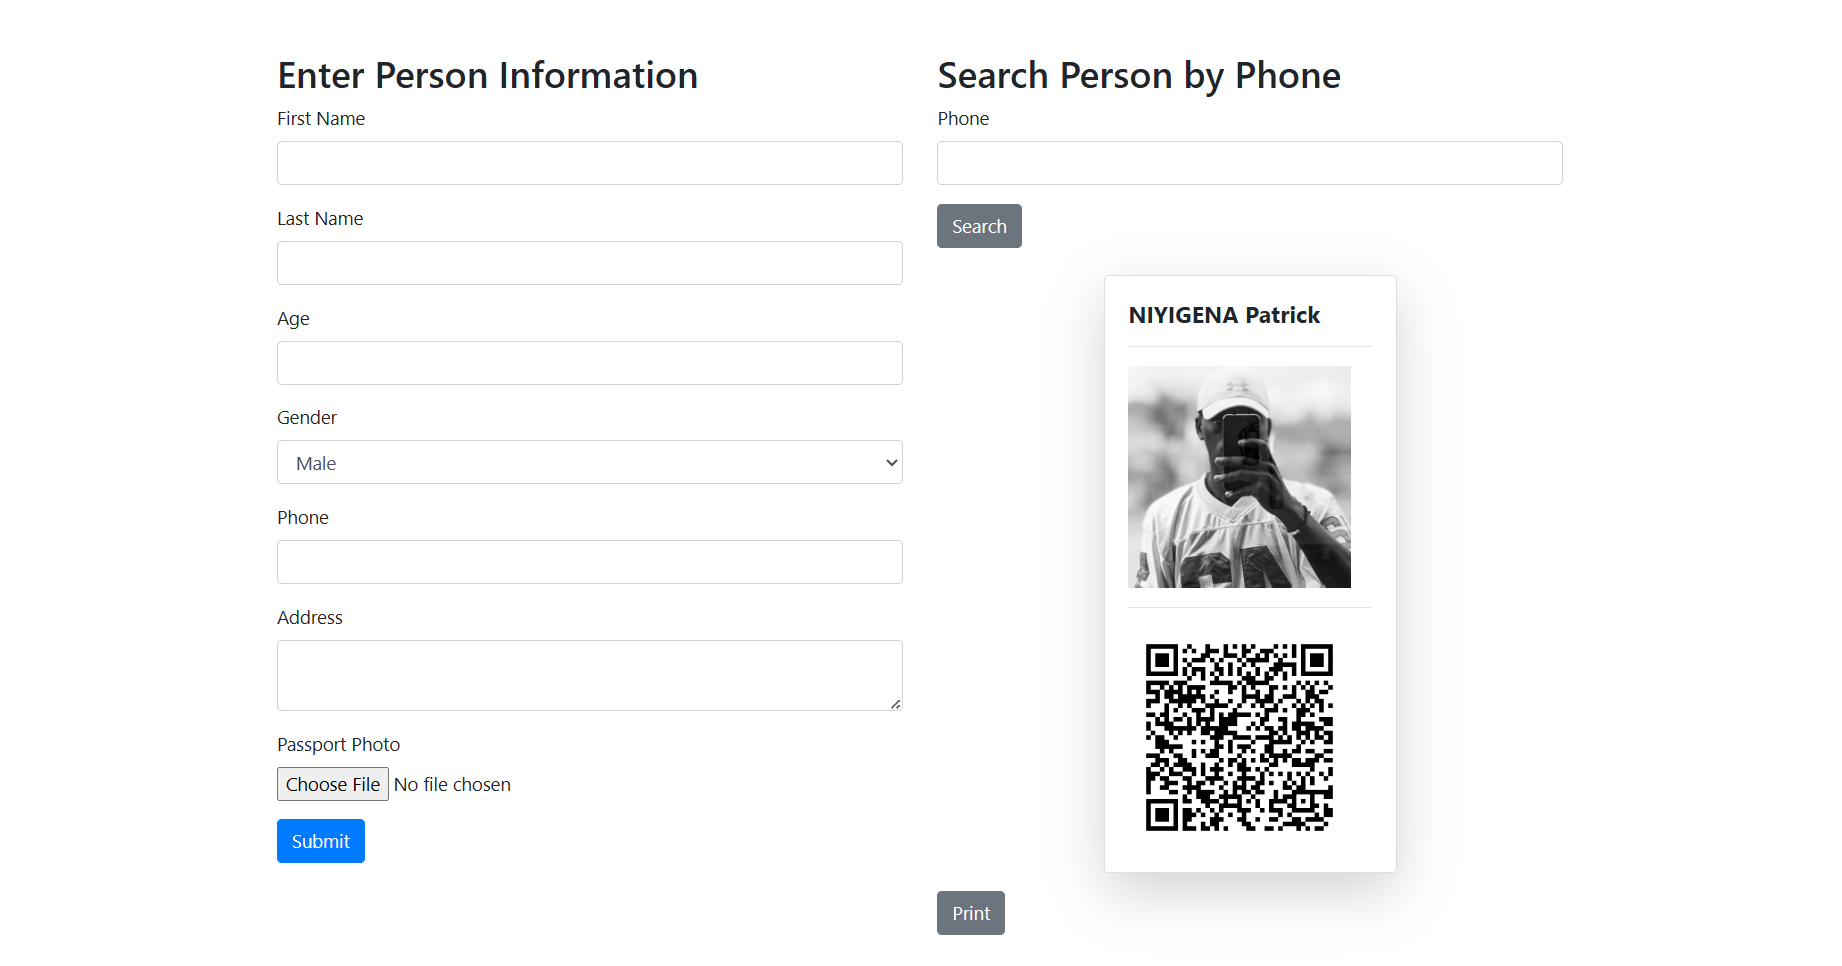 Enter Person Information
First Name
Last Name
Age
Gender
Male
Phone
Address
Passport Photo
Choose File No file chosen
Submit
Search Person by Phone
Phone
Search
NIYIGENA Patrick
Print